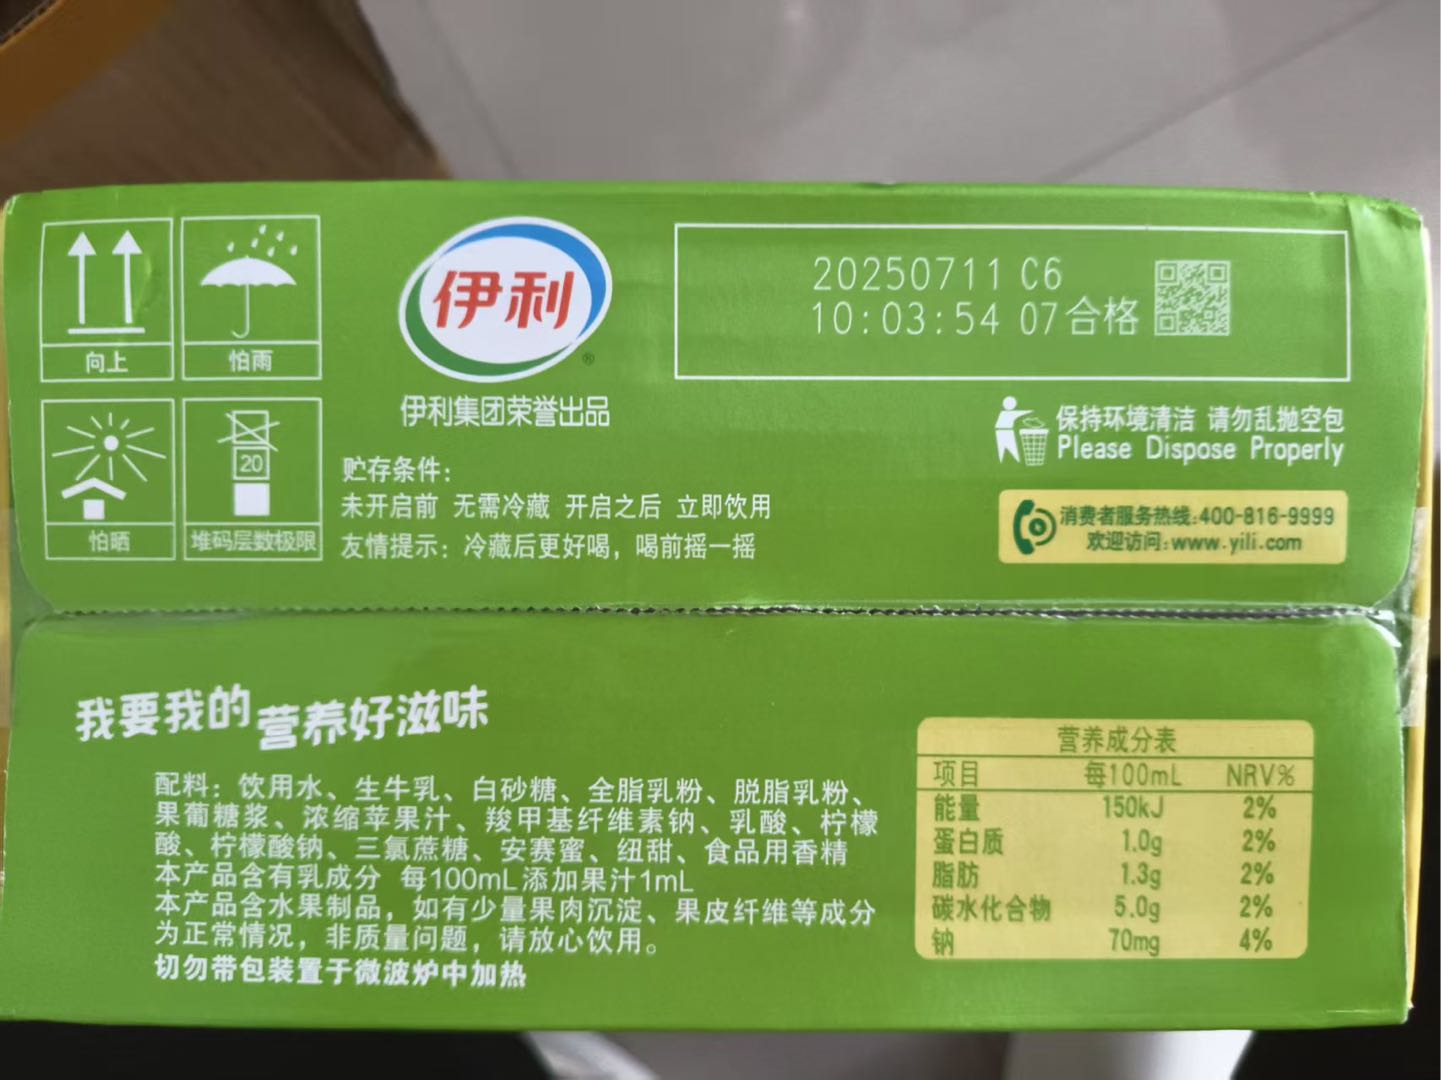 向上
怕雨
怕晒
20
堆码层数极限
伊利
®
伊利集团荣誉出品
20250711 C6
10:03:54 07合格
保持环境清洁 请勿乱抛空包
Please Dispose Properly
贮存条件：
未开启前 无需冷藏 开启之后 立即饮用
友情提示：冷藏后更好喝，喝前摇一摇
消费者服务热线:400-816-9999
欢迎访问:www.yili.com
我要我的营养好滋味
配料：饮用水、生牛乳、白砂糖、全脂乳粉、脱脂乳粉、
果葡糖浆、浓缩苹果汁、羧甲基纤维素钠、乳酸、柠檬
酸、柠檬酸钠、三氯蔗糖、安赛蜜、纽甜、食品用香精
本产品含有乳成分 每100mL添加果汁1mL
本产品含水果制品，如有少量果肉沉淀、果皮纤维等成分
为正常情况，非质量问题，请放心饮用。
切勿带包装置于微波炉中加热
营养成分表
项目 每100mL NRV%
能量 150kJ 2%
蛋白质 1.0g 2%
脂肪 1.3g 2%
碳水化合物 5.0g 2%
钠 70mg 4%